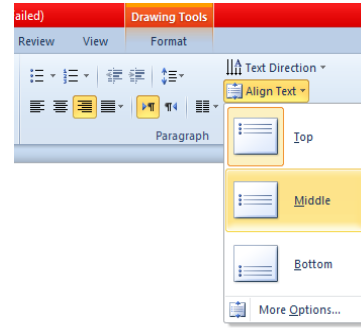 ailed) Drawing Tools
Review View Format
Text Direction
Align Text
Paragraph
Top
Middle
Bottom
More Options...